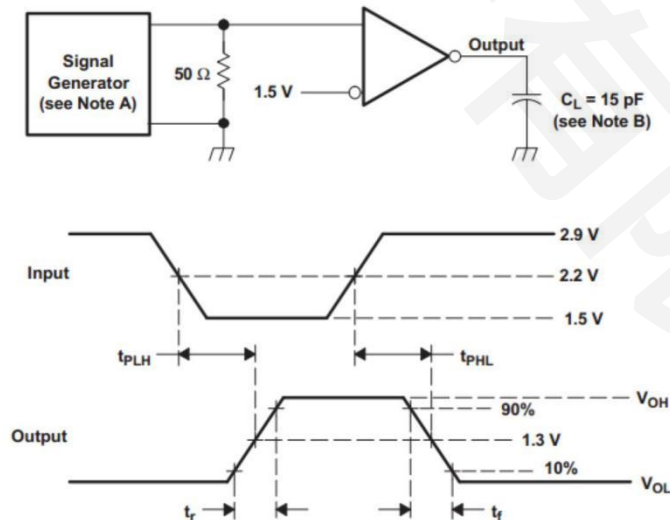 Signal
Generator
(see Note A)
50 Ω
1.5 V
Output
C_L = 15 pF
(see Note B)
Input
2.9 V
2.2 V
1.5 V
t_PLH
t_PHL
Output
V_OH
90%
1.3 V
10%
V_OL
t_r
t_f